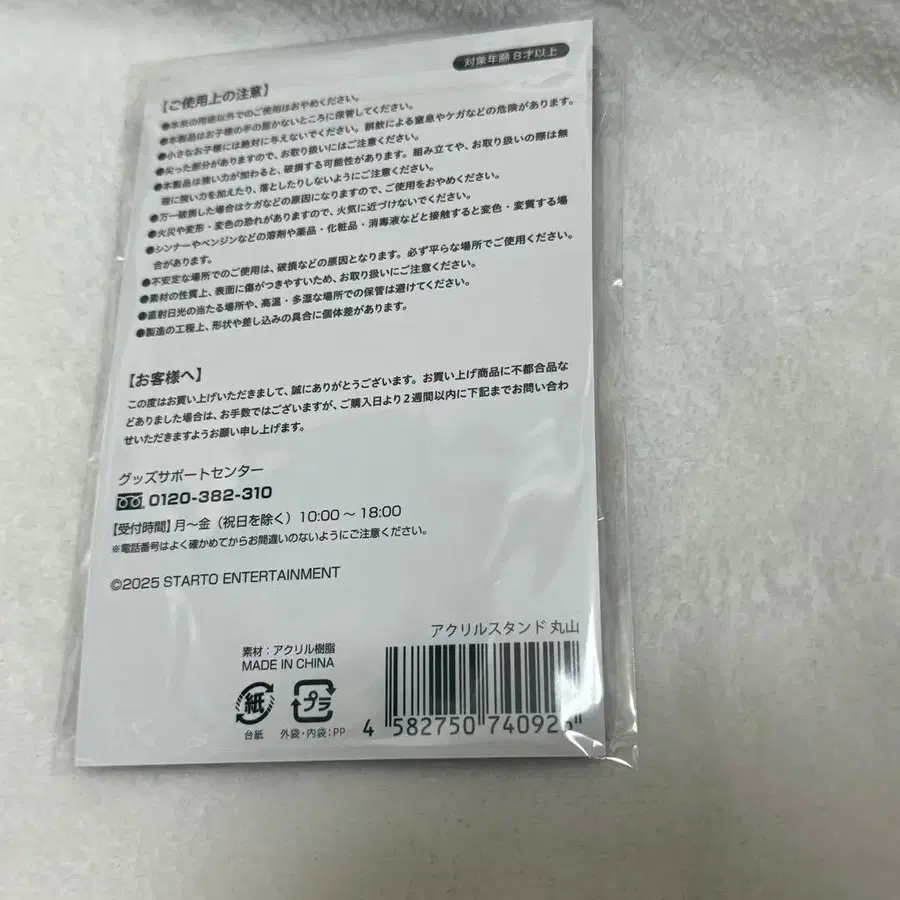 対象年齢 8才以上
【ご使用上の注意】
●本来の用途以外でのご使用はおやめください。
●本製品はお子様の手の届かないところに保管してください。
●小さなお子様には絶対に与えないでください。誤飲による窒息やケガなどの危険があります。
●尖った部分がありますので、お取り扱いにはご注意ください。
●本製品は強い力が加わると、破損する可能性があります。組み立てや、お取り扱いの際は無
理に強い力を加えたり、落としたりしないようにご注意ください。
●万一破損した場合はケガなどの原因になりますので、ご使用をおやめください。
●火災や変形・変色の恐れがありますので、火気に近づけないでください。
●シンナーやベンジンなどの溶剤や薬品・化粧品・消毒液などと接触すると変色・変質する場
合があります。
●不安定な場所でのご使用は、破損などの原因となります。必ず平らな場所でご使用ください。
●素材の性質上、表面に傷がつきやすいため、お取り扱いにご注意ください。
●直射日光の当たる場所や、高温・多湿な場所での保管は避けてください。
●製造の工程上、形状や差し込みの具合に個体差があります。
【お客様へ】
この度はお買い上げいただきまして、誠にありがとうございます。お買い上げ商品に不都合品な
どありました場合は、お手数ではございますが、ご購入日より2週間以内に下記までお問い合わ
せいただきますようお願い申し上げます。
グッズサポートセンター
0120-382-310
【受付時間】月〜金（祝日を除く）10:00〜18:00
※電話番号はよく確かめてからお間違いのないようにご注意ください。
©2025 STARTO ENTERTAINMENT
アクリルスタンド 丸山
素材：アクリル樹脂
MADE IN CHINA
紙
プラ
台紙
外袋・内袋：PP
4 582750 740923